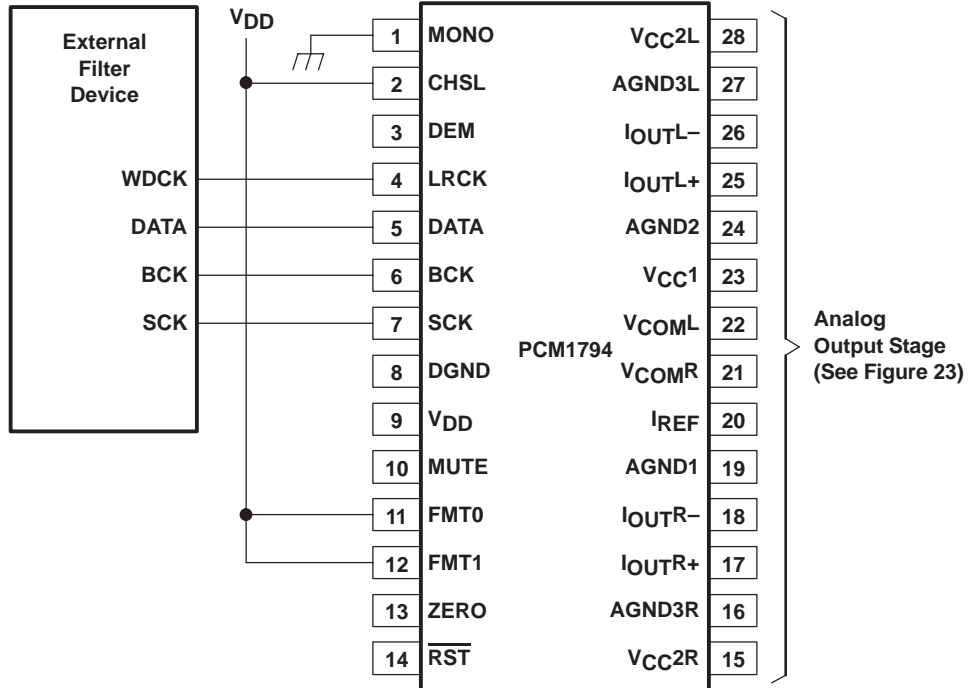 VDD
External
Filter
Device
WDCK
DATA
BCK
SCK
1 MONO
2 CHSL
3 DEM
4 LRCK
5 DATA
6 BCK
7 SCK
8 DGND
9 VDD
10 MUTE
11 FMT0
12 FMT1
13 ZERO
14 RST
PCM1794
VCC2L 28
AGND3L 27
IOUTL– 26
IOUTL+ 25
AGND2 24
VCC1 23
VCOML 22
VCOMR 21
IREF 20
AGND1 19
IOUTR– 18
IOUTR+ 17
AGND3R 16
VCC2R 15
Analog
Output Stage
(See Figure 23)